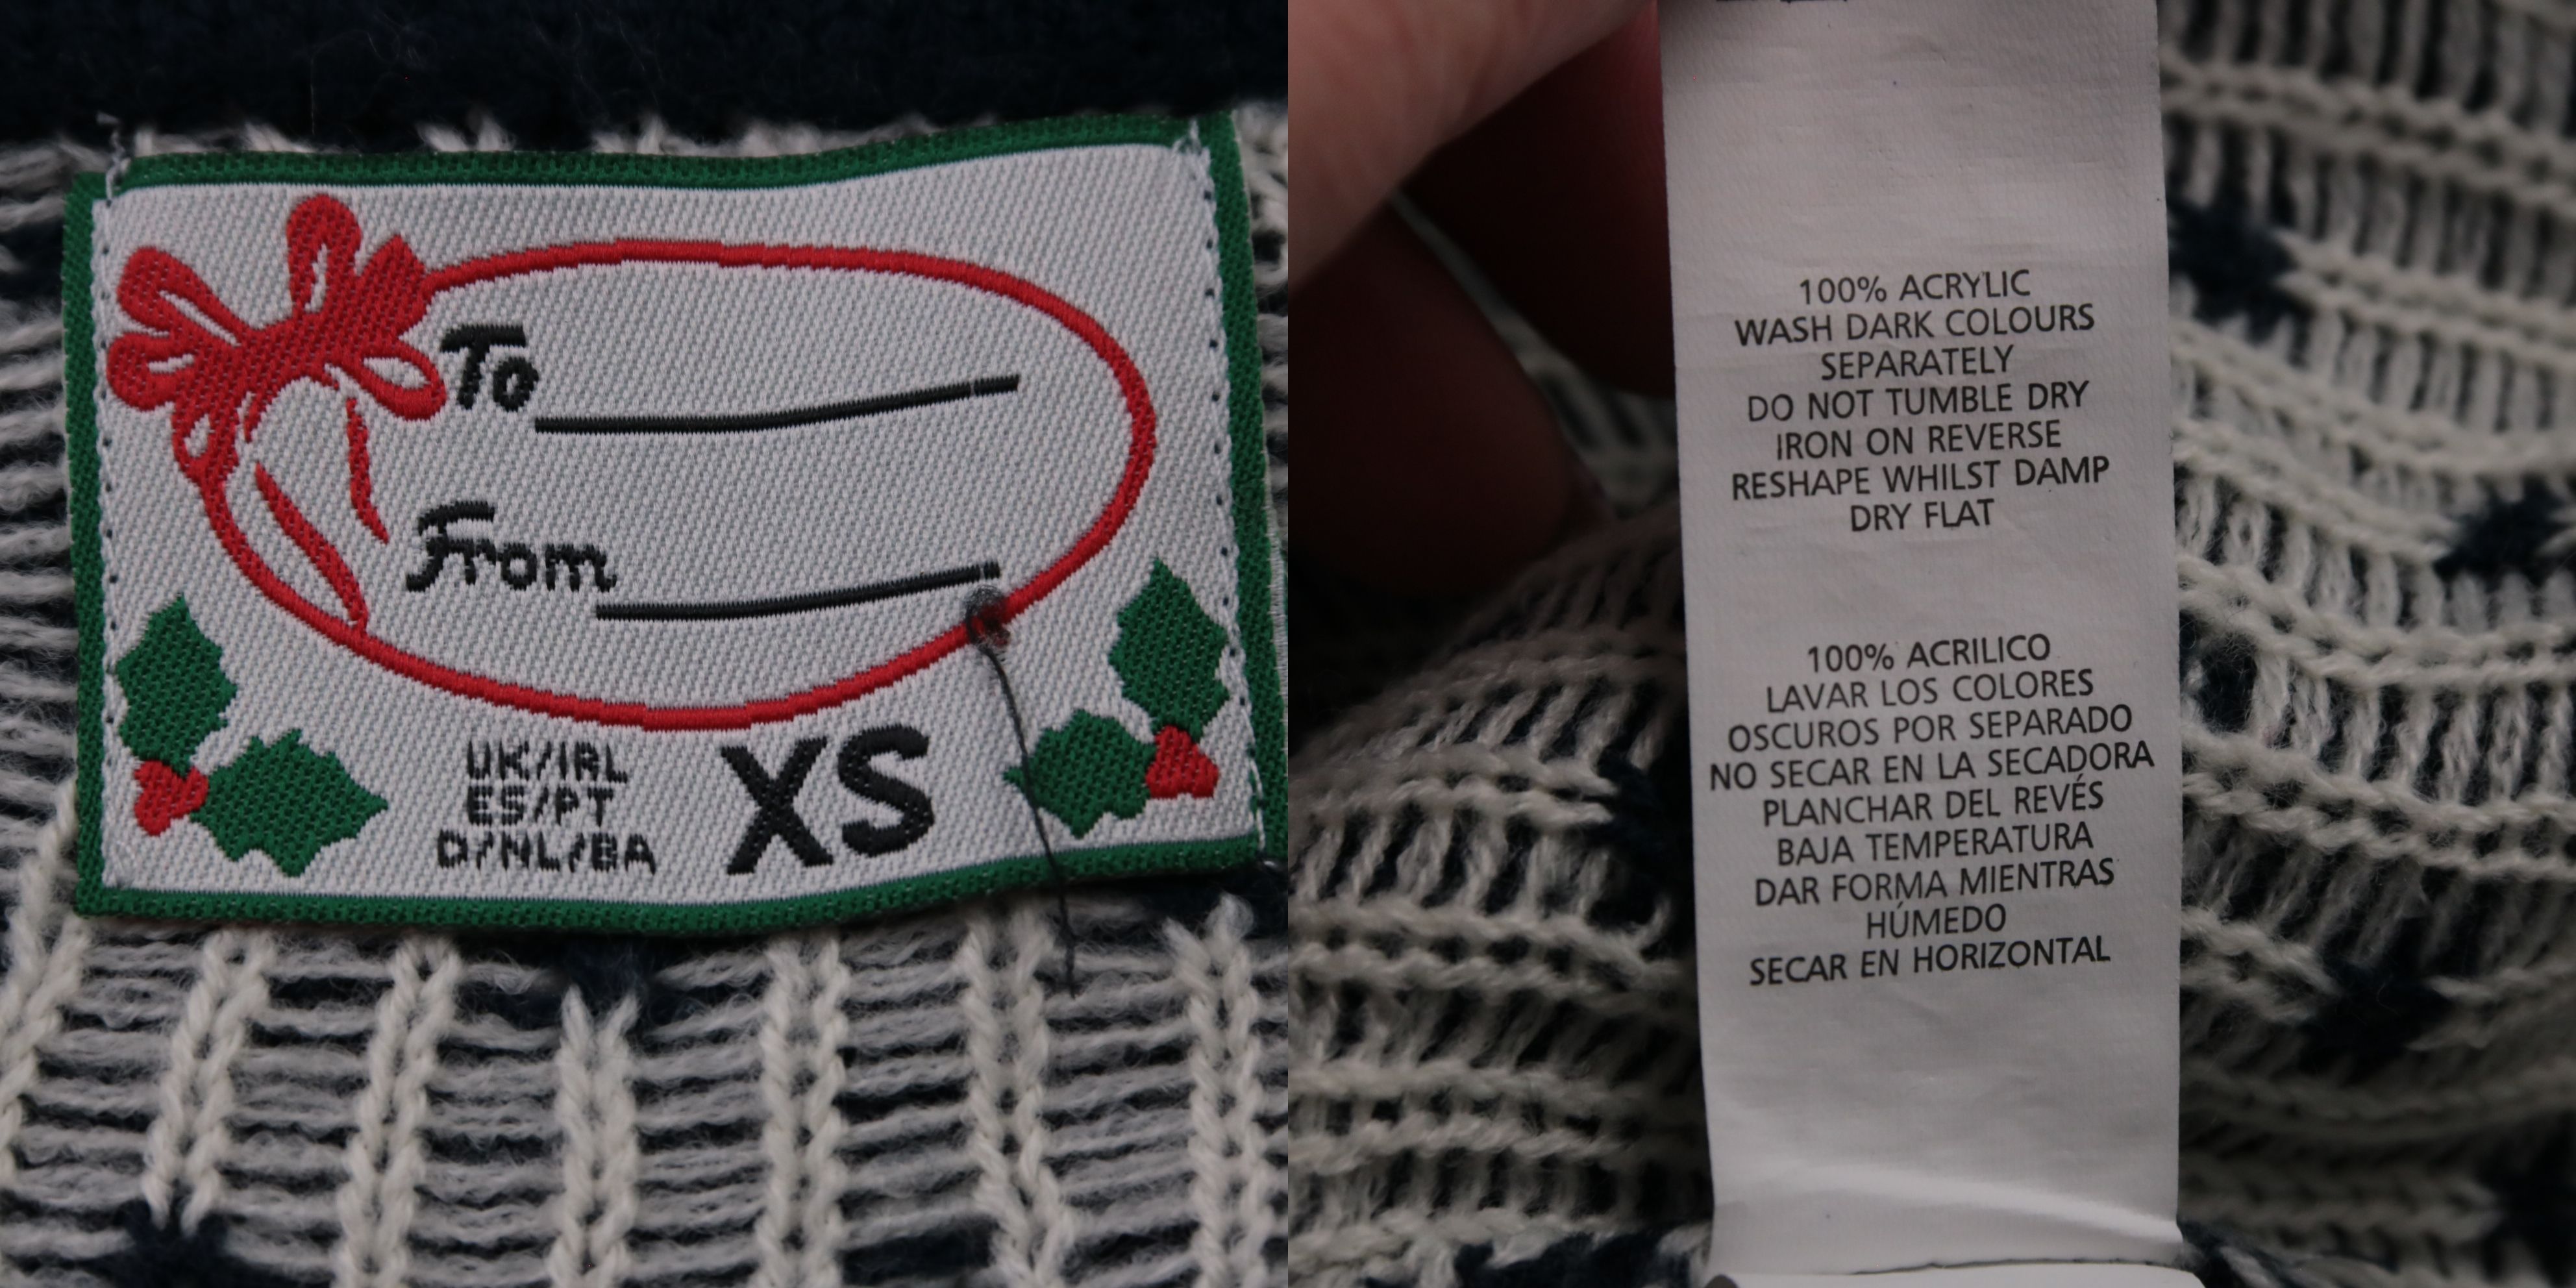 To
From
UK/IRL
ES/PT
D/NL/BA
XS
100% ACRYLIC
WASH DARK COLOURS
SEPARATELY
DO NOT TUMBLE DRY
IRON ON REVERSE
RESHAPE WHILST DAMP
DRY FLAT
100% ACRILICO
LAVAR LOS COLORES
OSCUROS POR SEPARADO
NO SECAR EN LA SECADORA
PLANCHAR DEL REVÉS
BAJA TEMPERATURA
DAR FORMA MIENTRAS
HÚMEDO
SECAR EN HORIZONTAL